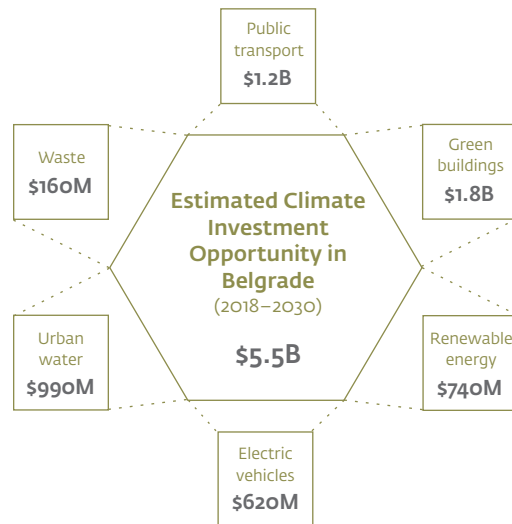 Public
transport
$1.2B
Waste
$160M
Green
buildings
$1.8B
Estimated Climate
Investment
Opportunity in
Belgrade
(2018–2030)
$5.5B
Urban
water
$990M
Renewable
energy
$740M
Electric
vehicles
$620M